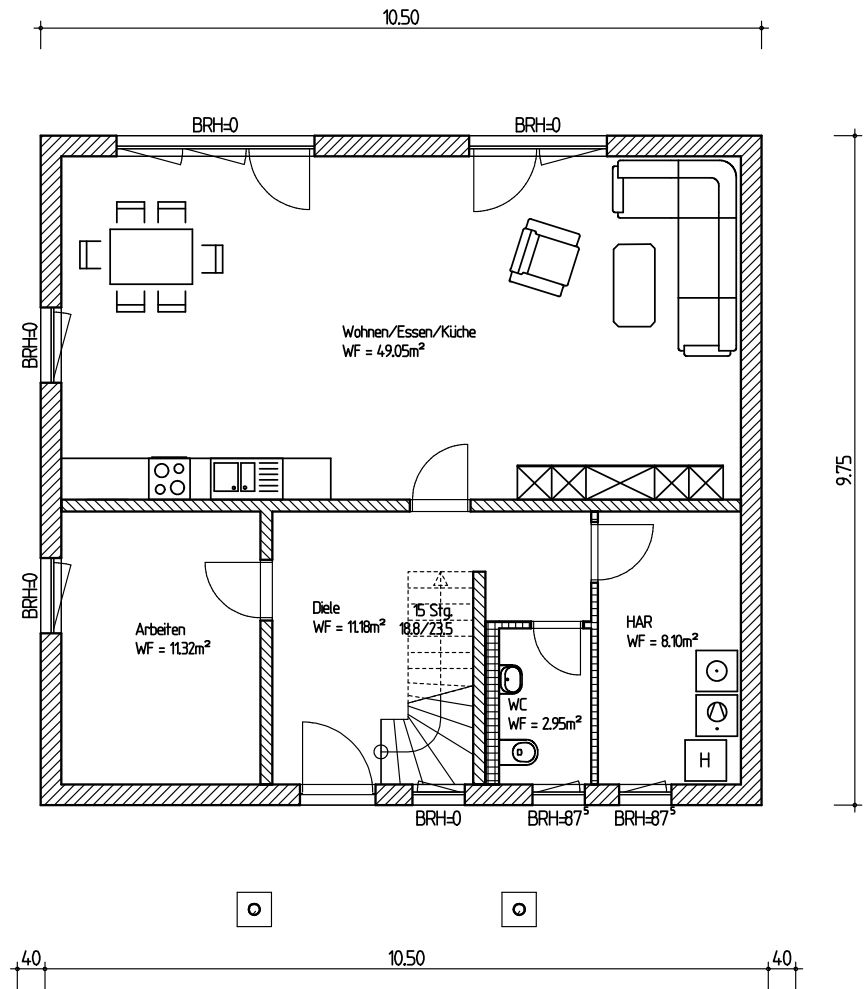 10.50
BRH=0
BRH=0
BRH=0
Wohnen/Essen/Küche
WF = 49.05m²
9.75
BRH=0
Arbeiten
WF = 11.32m²
Diele
WF = 11.18m²
15 Stg.
18.8/23.5
HAR
WF = 8.10m²
WC
WF = 2.95m²
H
BRH=0
BRH=87⁵
BRH=87⁵
40
10.50
40